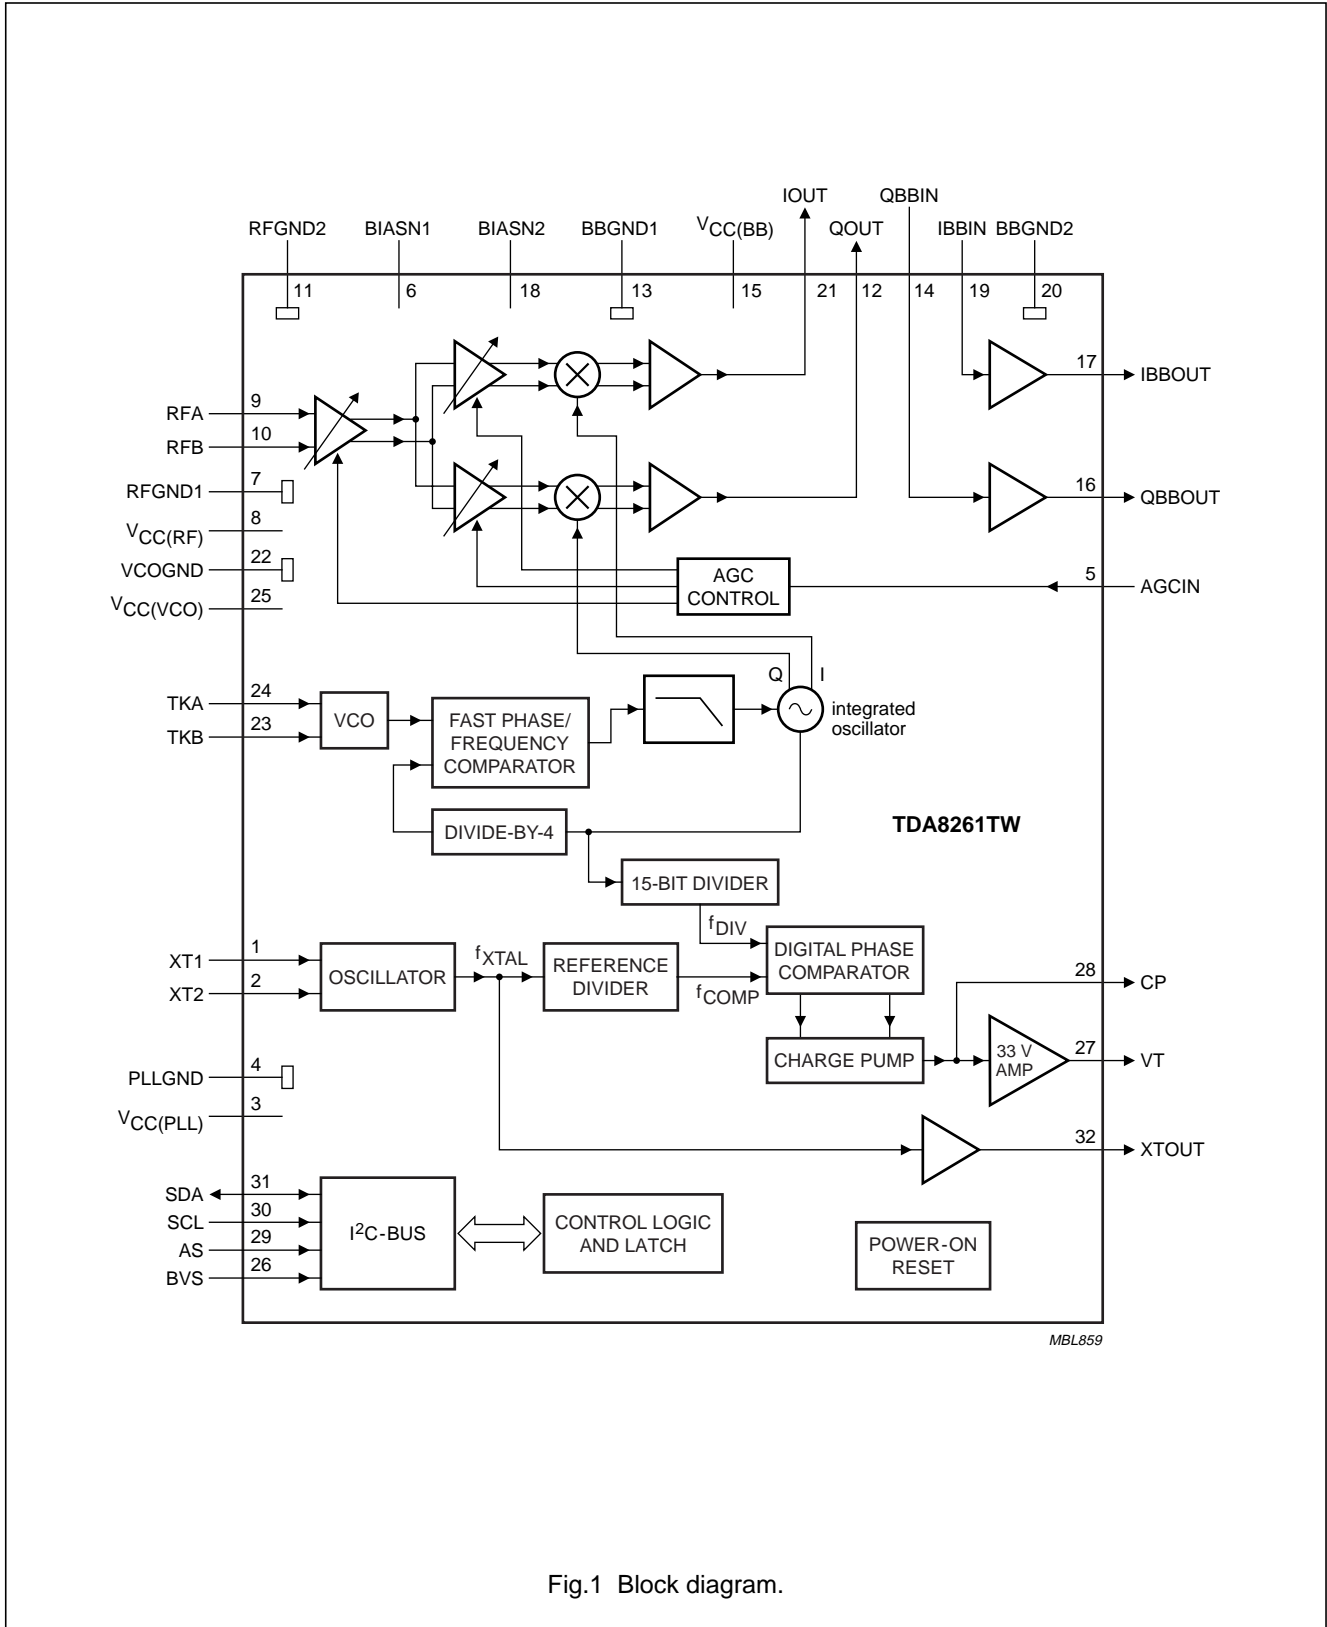 IOUT QBBIN
RFGND2 BIASN1 BIASN2 BBGND1 VCC(BB) QOUT IBBIN BBGND2
11 6 18 13 15 21 12 14 19 20
17 IBBOUT
RFA 9
RFB 10
RFGND1 7
16 QBBOUT
VCC(RF) 8
VCOGND 22
VCC(VCO) 25
AGC
CONTROL
5 AGCIN
Q I
TKA 24
TKB 23
VCO
FAST PHASE/
FREQUENCY
COMPARATOR
integrated
oscillator
DIVIDE-BY-4
TDA8261TW
15-BIT DIVIDER
fDIV
XT1 1
XT2 2
OSCILLATOR
fXTAL
REFERENCE
DIVIDER
fCOMP
DIGITAL PHASE
COMPARATOR
28 CP
CHARGE PUMP
33 V
AMP
27 VT
PLLGND 4
VCC(PLL) 3
32 XTOUT
SDA 31
SCL 30
AS 29
BVS 26
I2C-BUS
CONTROL LOGIC
AND LATCH
POWER-ON
RESET
MBL859
Fig.1 Block diagram.